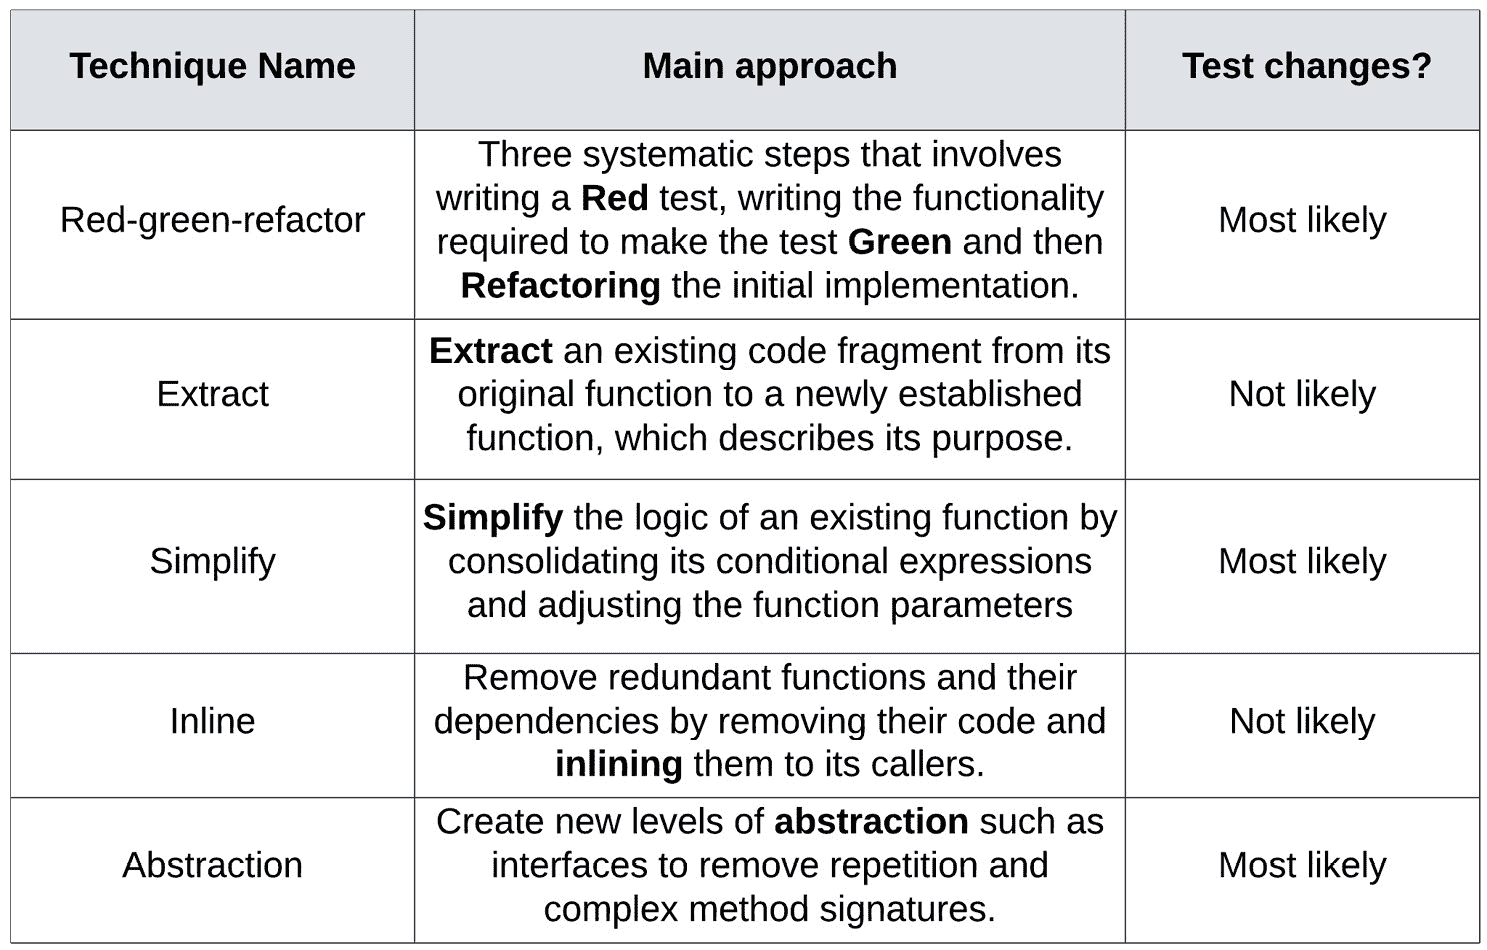 Technique Name
Main approach
Test changes?
Red-green-refactor
Three systematic steps that involves
writing a Red test, writing the functionality
required to make the test Green and then
Refactoring the initial implementation.
Most likely
Extract
Extract an existing code fragment from its
original function to a newly established
function, which describes its purpose.
Not likely
Simplify
Simplify the logic of an existing function by
consolidating its conditional expressions
and adjusting the function parameters
Most likely
Inline
Remove redundant functions and their
dependencies by removing their code and
inlining them to its callers.
Not likely
Abstraction
Create new levels of abstraction such as
interfaces to remove repetition and
complex method signatures.
Most likely